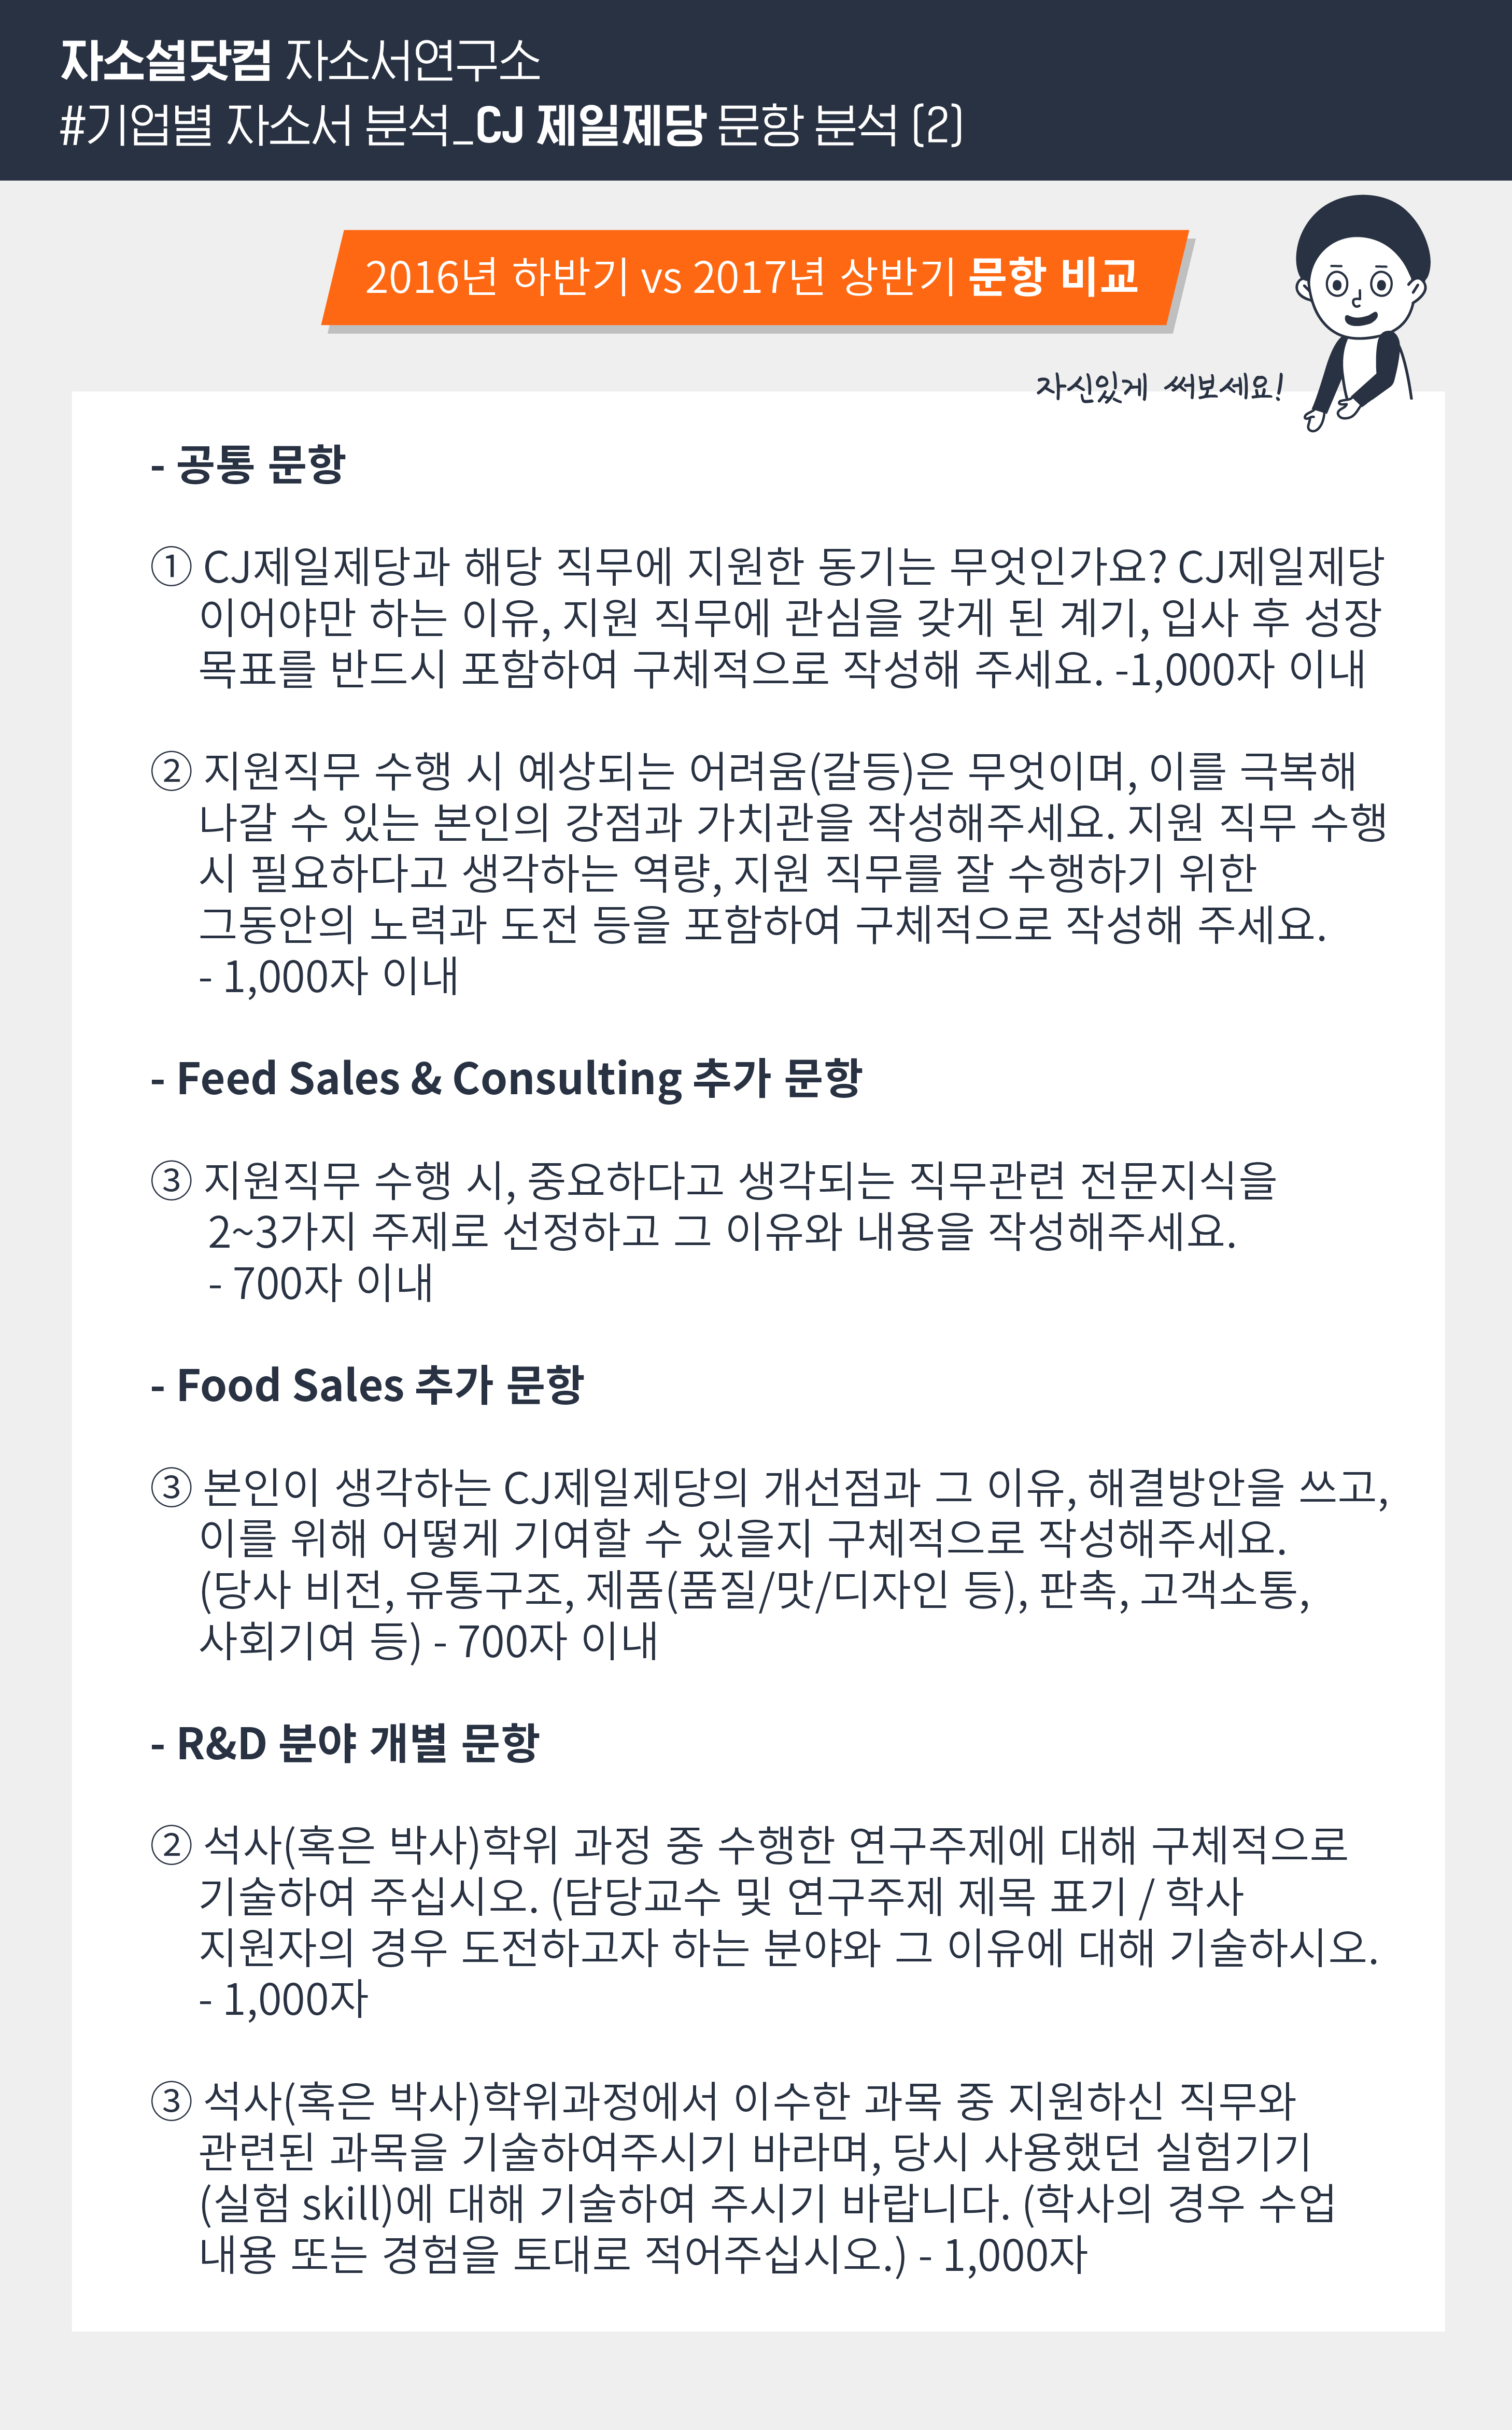 자소설닷컴 자소서연구소
#기업별 자소서 분석_CJ 제일제당 문항 분석 (2)
2016년 하반기 vs 2017년 상반기 문항 비교
자신있게 써보세요!
- 공통 문항
① CJ제일제당과 해당 직무에 지원한 동기는 무엇인가요? CJ제일제당
이어야만 하는 이유, 지원 직무에 관심을 갖게 된 계기, 입사 후 성장
목표를 반드시 포함하여 구체적으로 작성해 주세요. -1,000자 이내
② 지원직무 수행 시 예상되는 어려움(갈등)은 무엇이며, 이를 극복해
나갈 수 있는 본인의 강점과 가치관을 작성해주세요. 지원 직무 수행
시 필요하다고 생각하는 역량, 지원 직무를 잘 수행하기 위한
그동안의 노력과 도전 등을 포함하여 구체적으로 작성해 주세요.
- 1,000자 이내
- Feed Sales & Consulting 추가 문항
③ 지원직무 수행 시, 중요하다고 생각되는 직무관련 전문지식을
2~3가지 주제로 선정하고 그 이유와 내용을 작성해주세요.
- 700자 이내
- Food Sales 추가 문항
③ 본인이 생각하는 CJ제일제당의 개선점과 그 이유, 해결방안을 쓰고,
이를 위해 어떻게 기여할 수 있을지 구체적으로 작성해주세요.
(당사 비전, 유통구조, 제품(품질/맛/디자인 등), 판촉, 고객소통,
사회기여 등) - 700자 이내
- R&D 분야 개별 문항
② 석사(혹은 박사)학위 과정 중 수행한 연구주제에 대해 구체적으로
기술하여 주십시오. (담당교수 및 연구주제 제목 표기 / 학사
지원자의 경우 도전하고자 하는 분야와 그 이유에 대해 기술하시오.
- 1,000자
③ 석사(혹은 박사)학위과정에서 이수한 과목 중 지원하신 직무와
관련된 과목을 기술하여주시기 바라며, 당시 사용했던 실험기기
(실험 skill)에 대해 기술하여 주시기 바랍니다. (학사의 경우 수업
내용 또는 경험을 토대로 적어주십시오.) - 1,000자